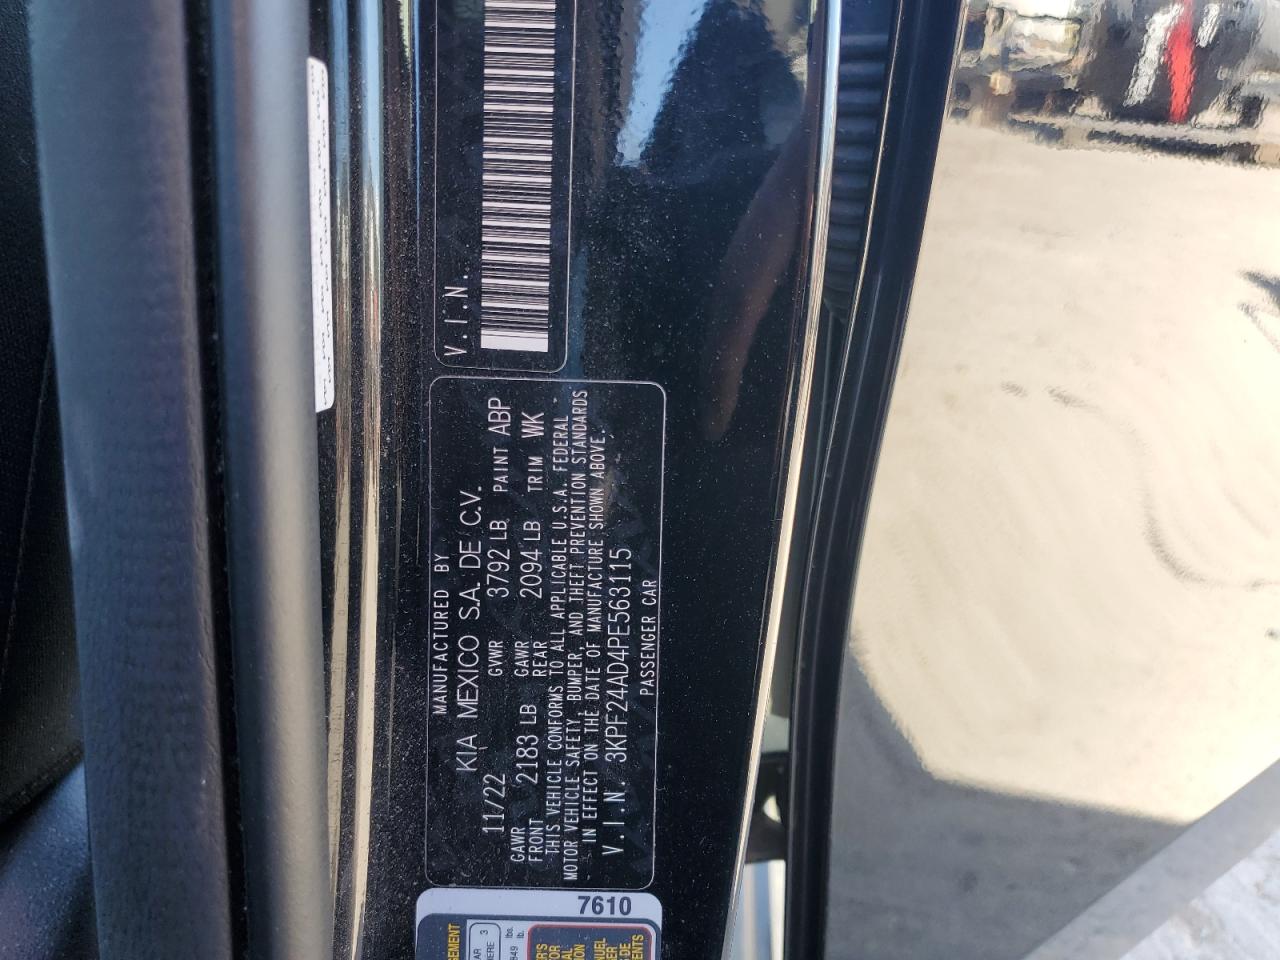 V.I.N.
MANUFACTURED BY
KIA MEXICO S.A. DE C.V.
11/22 GVWR 3792 LB PAINT ABP
GAWR FRONT 2183 LB GAWR REAR 2094 LB TRIM WK
THIS VEHICLE CONFORMS TO ALL APPLICABLE U.S.A. FEDERAL
MOTOR VEHICLE SAFETY, BUMPER, AND THEFT PREVENTION STANDARDS
IN EFFECT ON THE DATE OF MANUFACTURE SHOWN ABOVE.
V.I.N. 3KPF24AD4PE563115
PASSENGER CAR
7610